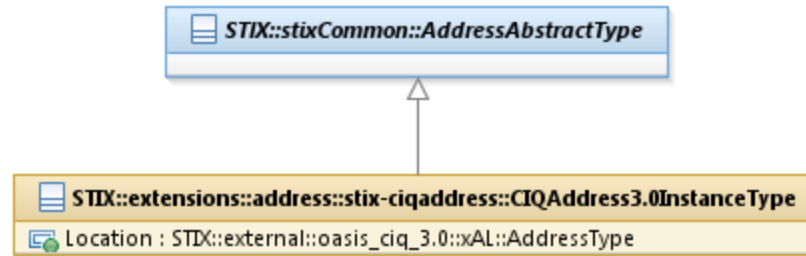 STIX::stixCommon::AddressAbstractType
STIX::extensions::address::stix-ciqaddress::CIQAddress3.0InstanceType
Location : STIX::external::oasis_ciq_3.0::xAL::AddressType